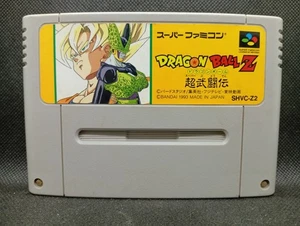 スーパーファミコン
DRAGON BALL Z
超武闘伝
©バードスタジオ/集英社・フジテレビ・東映動画
©BANDAI 1993 MADE IN JAPAN
SHVC-Z2